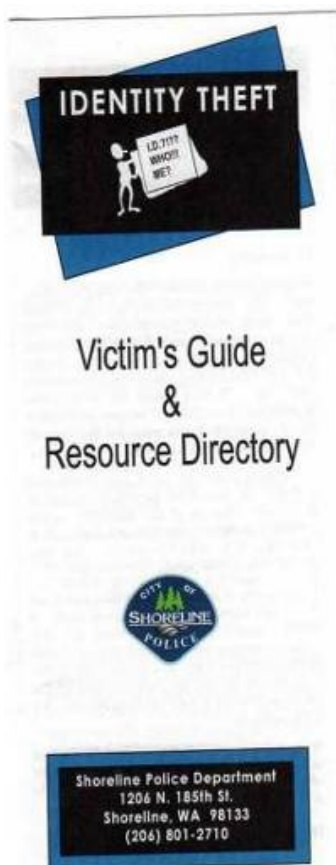 IDENTITY THEFT
I.D.?!??
WHO!!!
ME?
Victim's Guide
&
Resource Directory
CITY OF
SHORELINE
POLICE
Shoreline Police Department
1206 N. 185th St.
Shoreline, WA 98133
(206) 801-2710